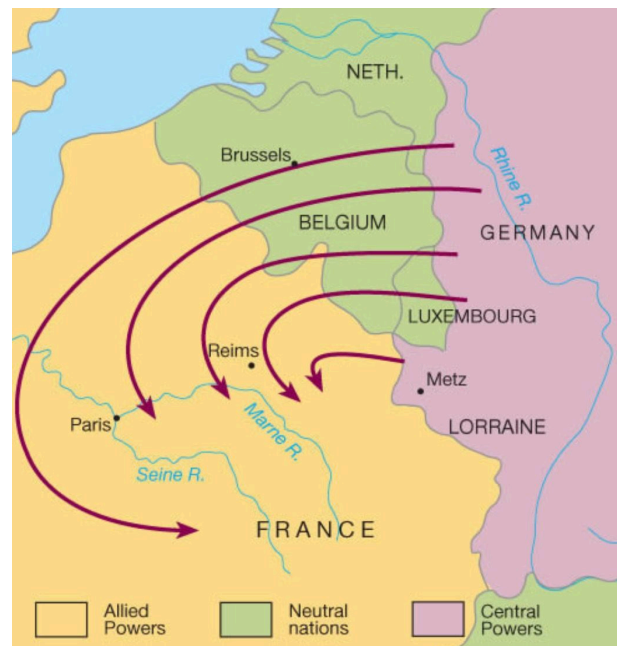 NETH.
Brussels
Rhine R.
BELGIUM
GERMANY
LUXEMBOURG
Reims
Metz
Paris
Marne R.
LORRAINE
Seine R.
FRANCE
Allied
Powers
Neutral
nations
Central
Powers